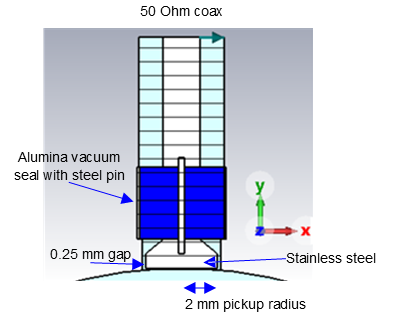 50 Ohm coax
Alumina vacuum
seal with steel pin
y
z
x
0.25 mm gap
Stainless steel
2 mm pickup radius